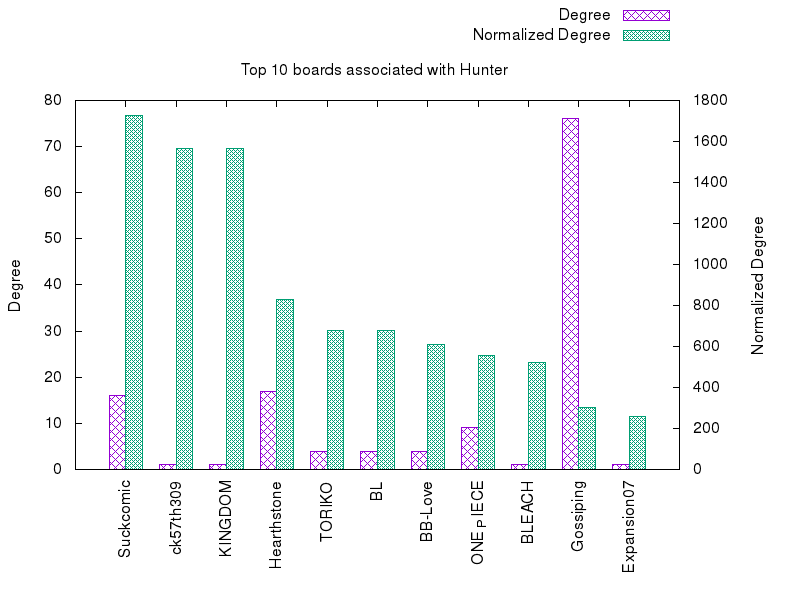 Degree
Normalized Degree
Top 10 boards associated with Hunter
80
70
60
50
40
30
20
10
0
1800
1600
1400
1200
1000
800
600
400
200
0
Degree
Normalized Degree
Suckcomic
ck57th309
KINGDOM
Hearthstone
TORIKO
BL
BB-Love
ONE PIECE
BLEACH
Gossiping
Expansion07